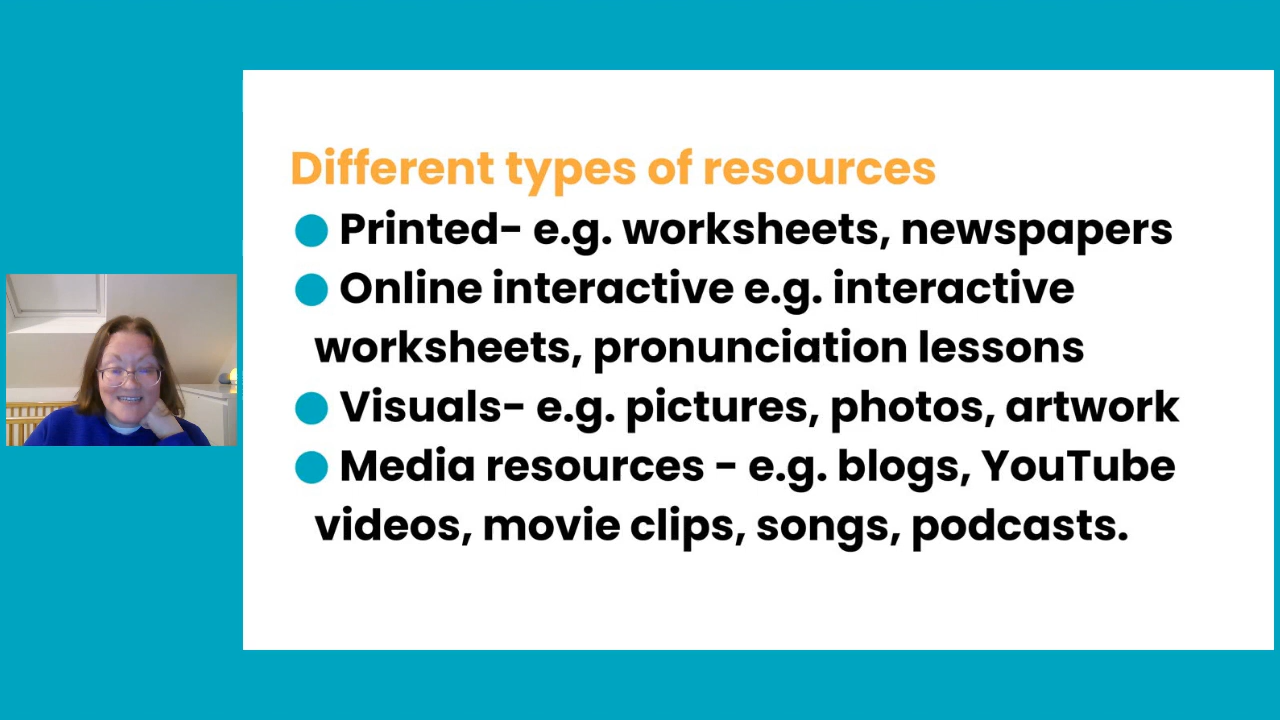 Different types of resources
● Printed- e.g. worksheets, newspapers
● Online interactive e.g. interactive
worksheets, pronunciation lessons
● Visuals- e.g. pictures, photos, artwork
● Media resources - e.g. blogs, YouTube
videos, movie clips, songs, podcasts.